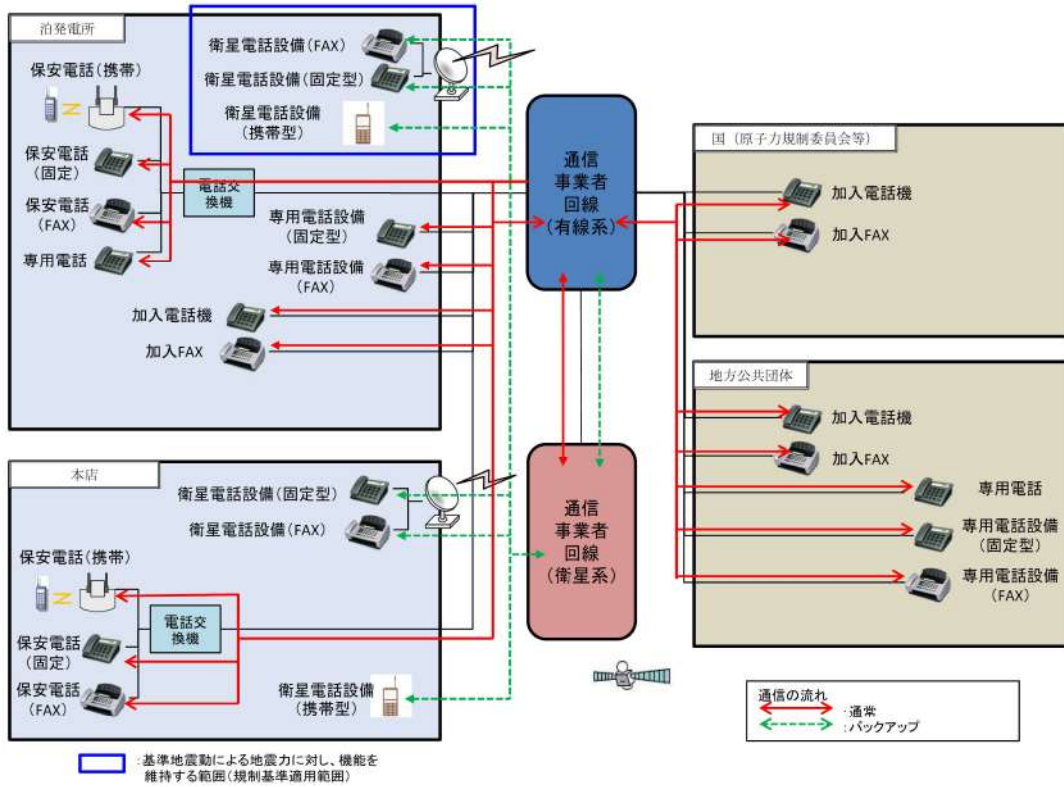 泊発電所
衛星電話設備(FAX)
衛星電話設備(固定型)
衛星電話設備
(携帯型)
保安電話(携帯)
保安電話
(固定)
保安電話
(FAX)
専用電話
電話交
換機
専用電話設備
(固定型)
専用電話設備
(FAX)
加入電話機
加入FAX
通信
事業者
回線
(有線系)
国(原子力規制委員会等)
加入電話機
加入FAX
地方公共団体
加入電話機
加入FAX
専用電話
専用電話設備
(固定型)
専用電話設備
(FAX)
本店
衛星電話設備(固定型)
衛星電話設備(FAX)
保安電話(携帯)
電話交
換機
保安電話
(固定)
保安電話
(FAX)
衛星電話設備
(携帯型)
通信
事業者
回線
(衛星系)
通信の流れ
:通常
:バックアップ
:基準地震動による地震力に対し、機能を
維持する範囲(規制基準適用範囲)